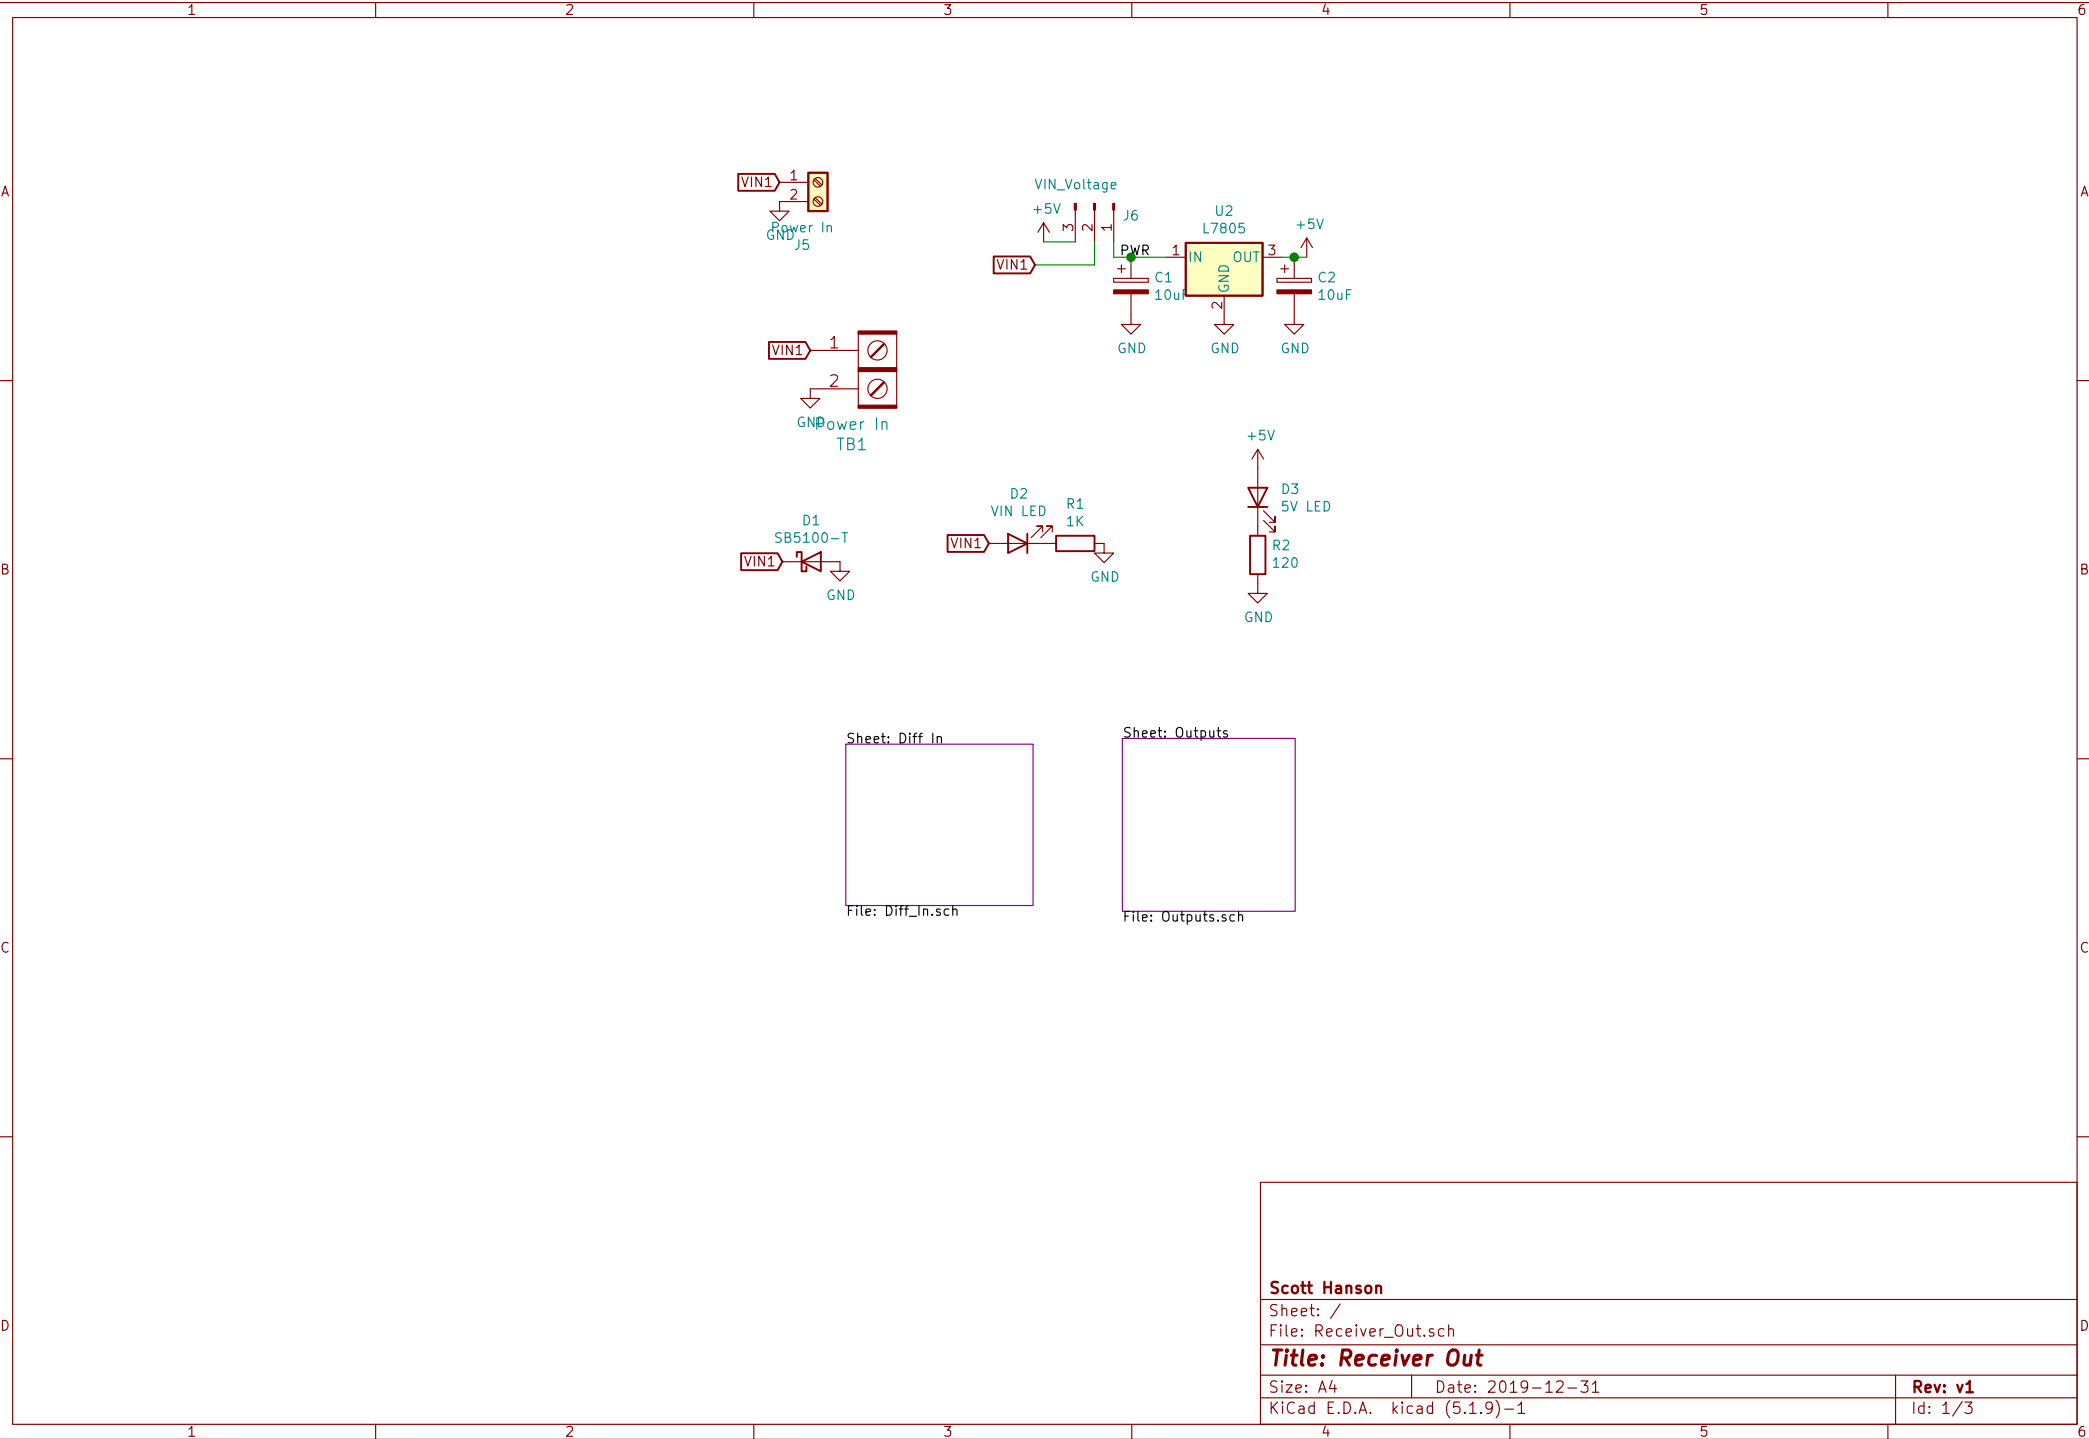 1 2 3 4 5 6
A
A
VIN1
1
2
GND
Power In
J5
VIN_Voltage
+5V
3
2
1
J6
VIN1
PWR
+
C1
10uF
GND
U2
L7805
1
IN
OUT
3
GND
2
GND
+5V
+
C2
10uF
GND
VIN1
1
2
GND
Power In
TB1
+5V
D3
5V LED
R2
120
GND
D2
VIN LED
R1
1K
VIN1
GND
D1
SB5100-T
VIN1
GND
B
B
Sheet: Diff In
File: Diff_In.sch
Sheet: Outputs
File: Outputs.sch
C
C
D
D
Scott Hanson
Sheet: /
File: Receiver_Out.sch
Title: Receiver Out
Size: A4
Date: 2019-12-31
Rev: v1
KiCad E.D.A. kicad (5.1.9)-1
Id: 1/3
1 2 3 4 5 6